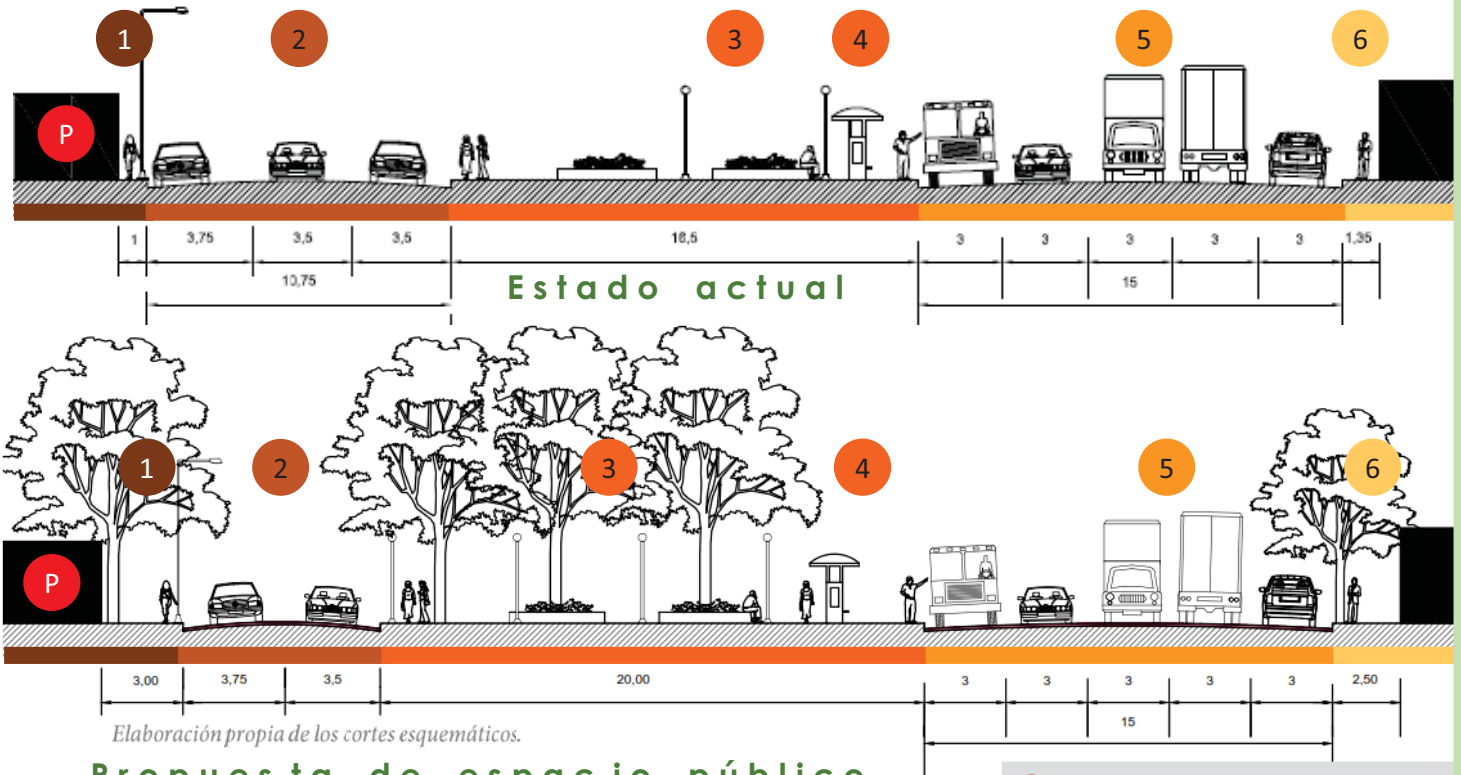 1 2 3 4 5 6
P
1 3,75 3,5 3,5 16,5 3 3 3 3 3 1,35
10,75 15
Estado actual
1 2 3 4 5 6
P
3,00 3,75 3,5 20,00 3 3 3 3 3 2,50
15
Elaboración propia de los cortes esquemáticos.
Propuesta de espacio público